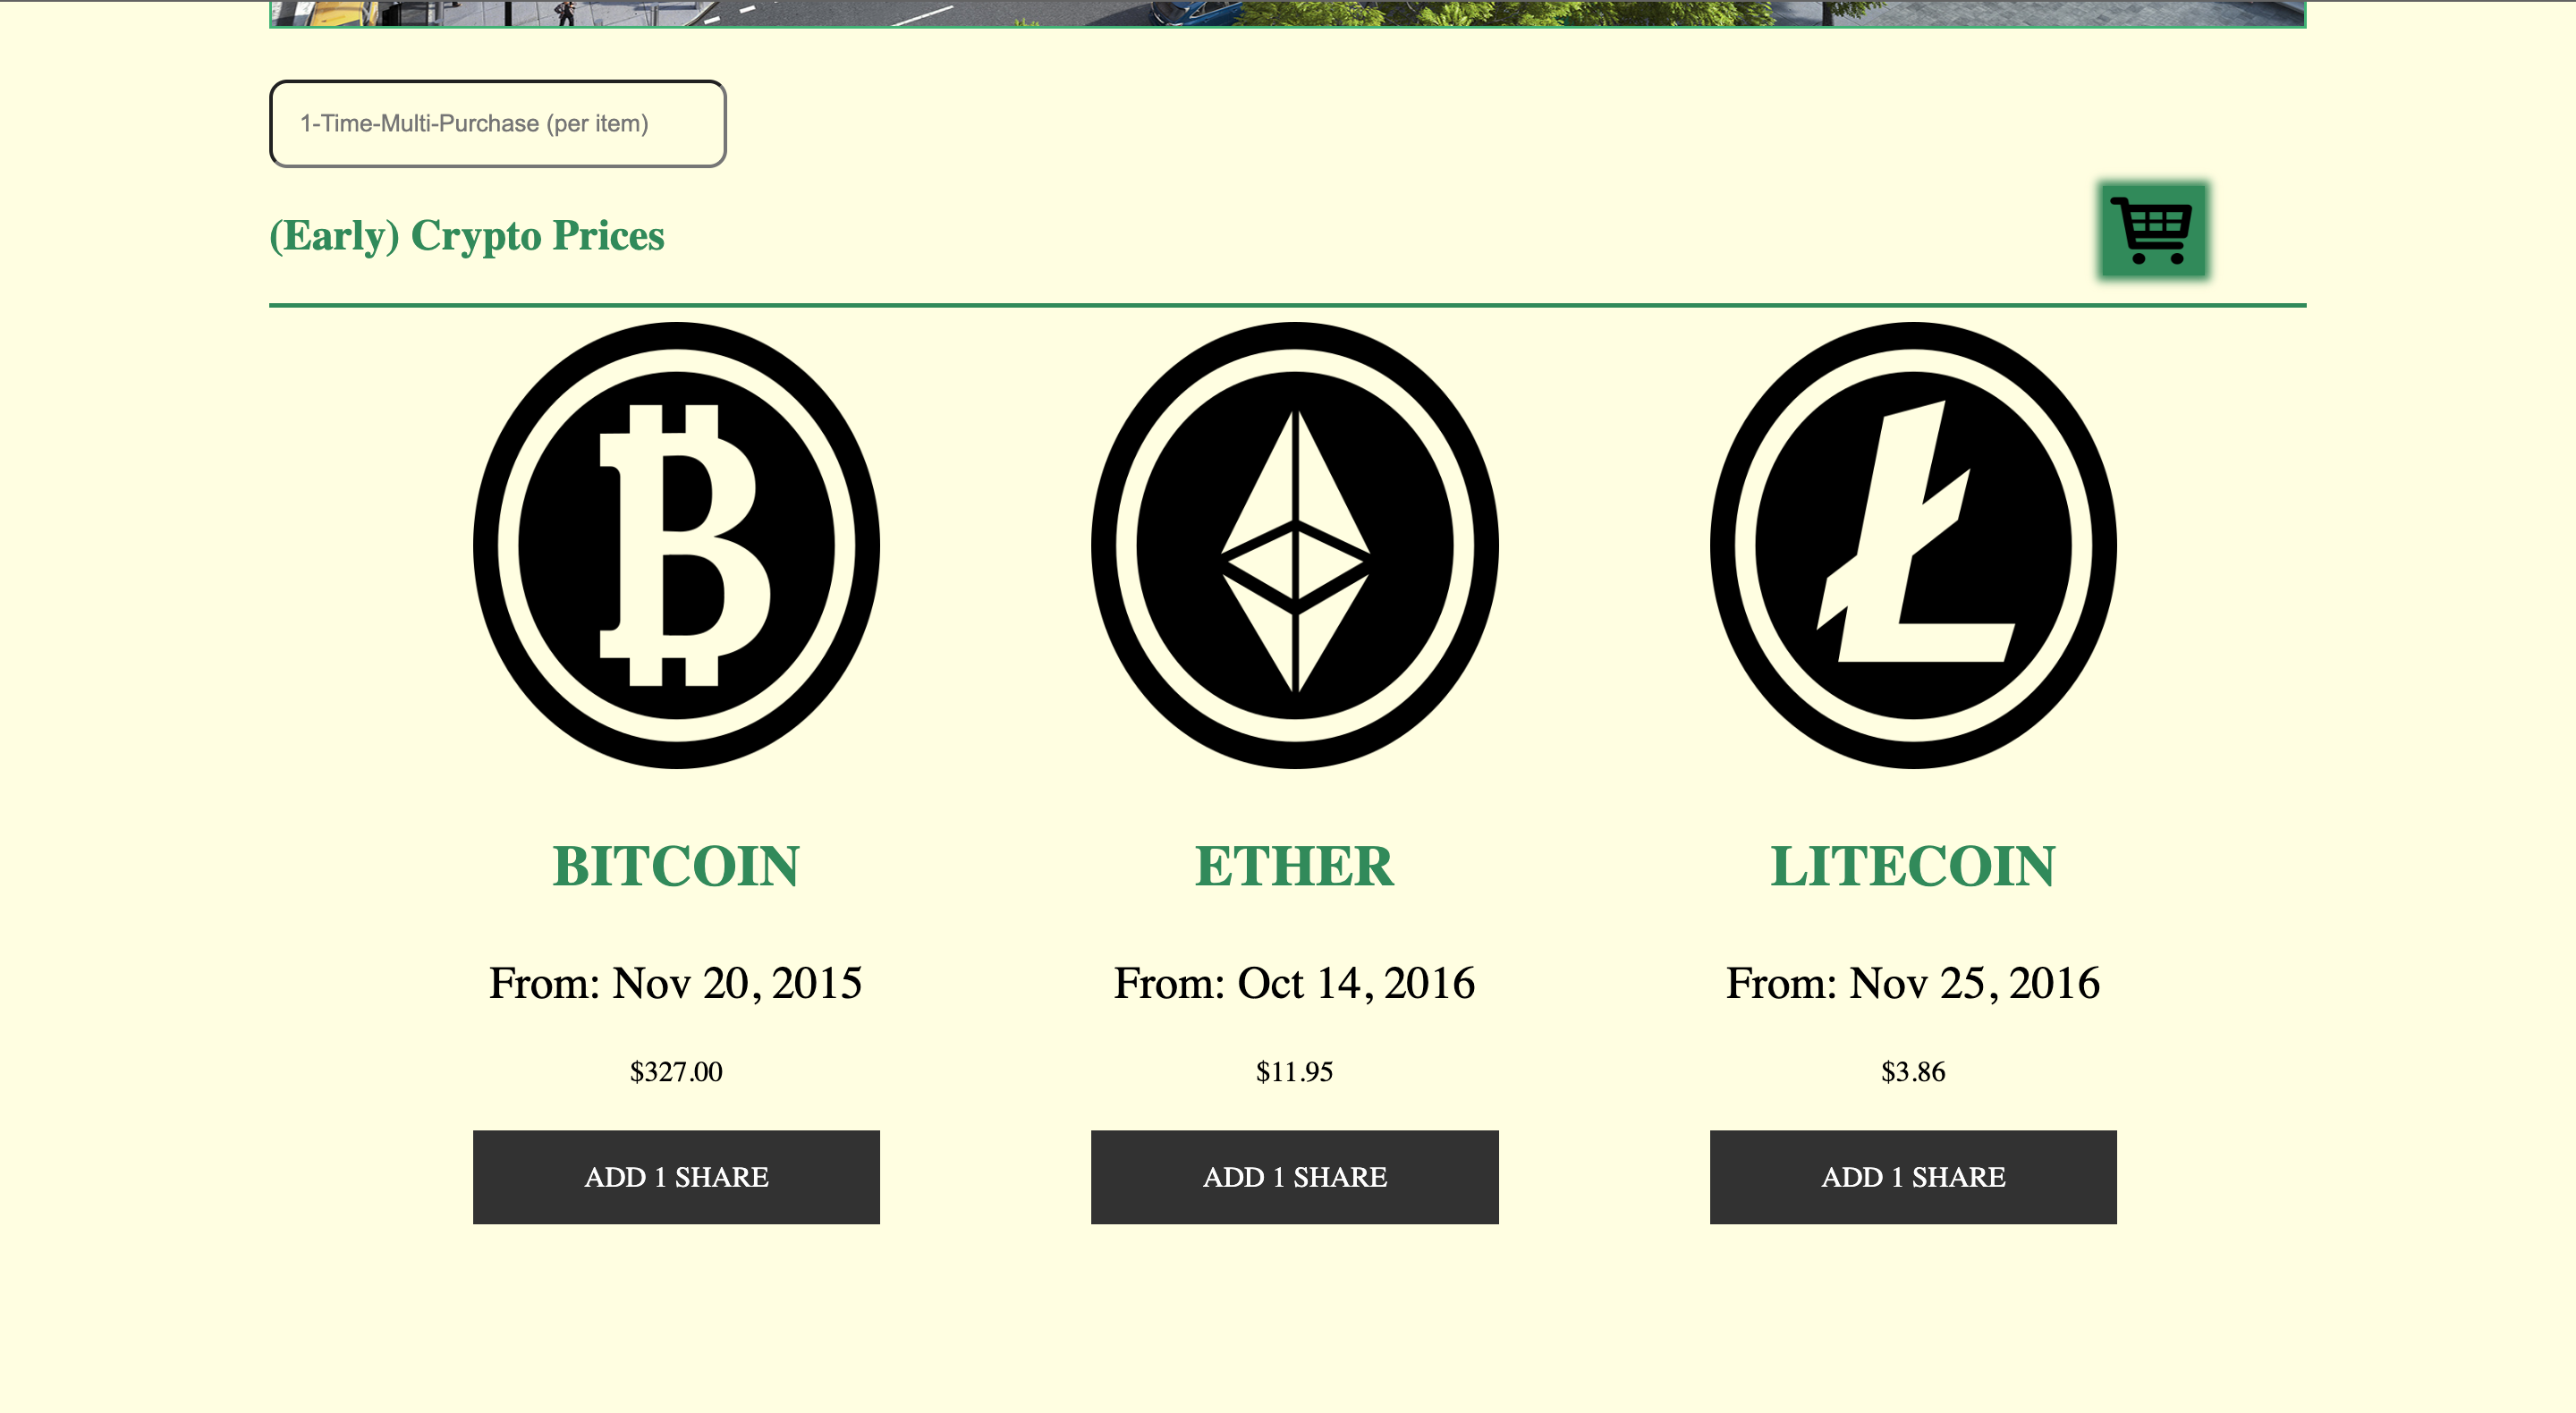 1-Time-Multi-Purchase (per item)
(Early) Crypto Prices
BITCOIN
From: Nov 20, 2015
$327.00
ADD 1 SHARE
ETHER
From: Oct 14, 2016
$11.95
ADD 1 SHARE
LITECOIN
From: Nov 25, 2016
$3.86
ADD 1 SHARE